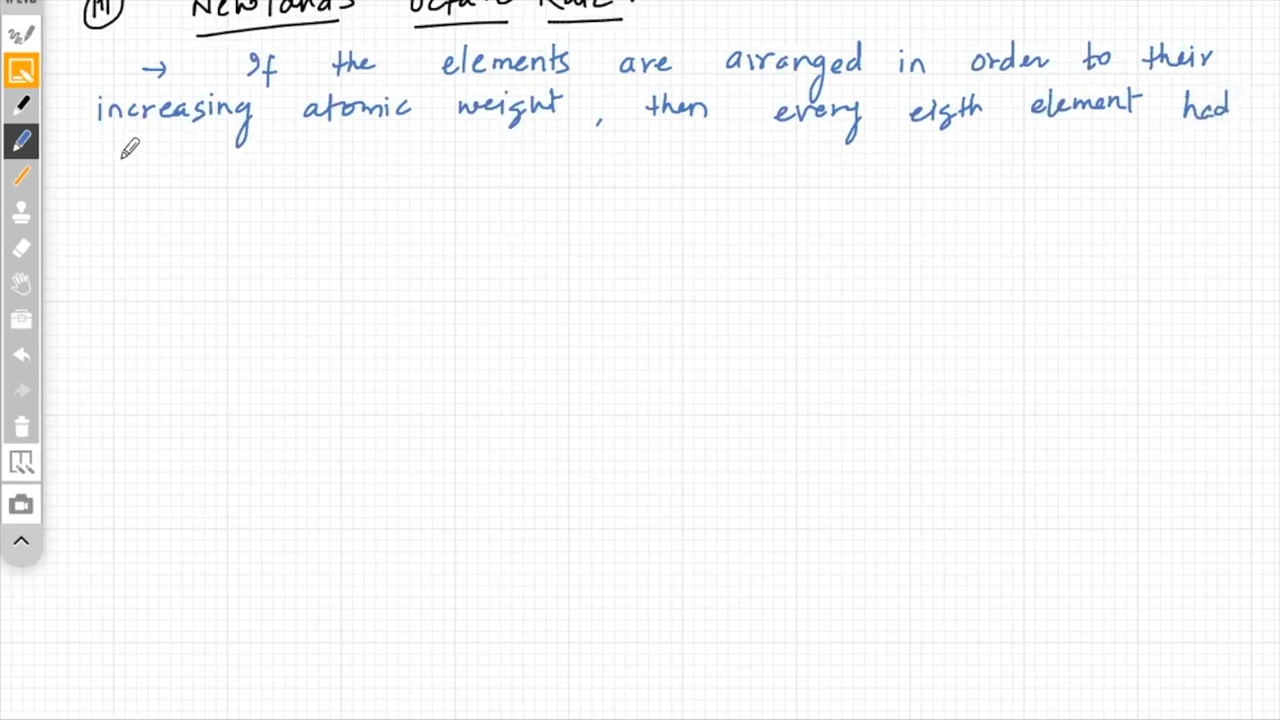 (iii) Newlands Octave Rule :
→ If the elements are arranged in order to their
increasing atomic weight, then every eigth element had